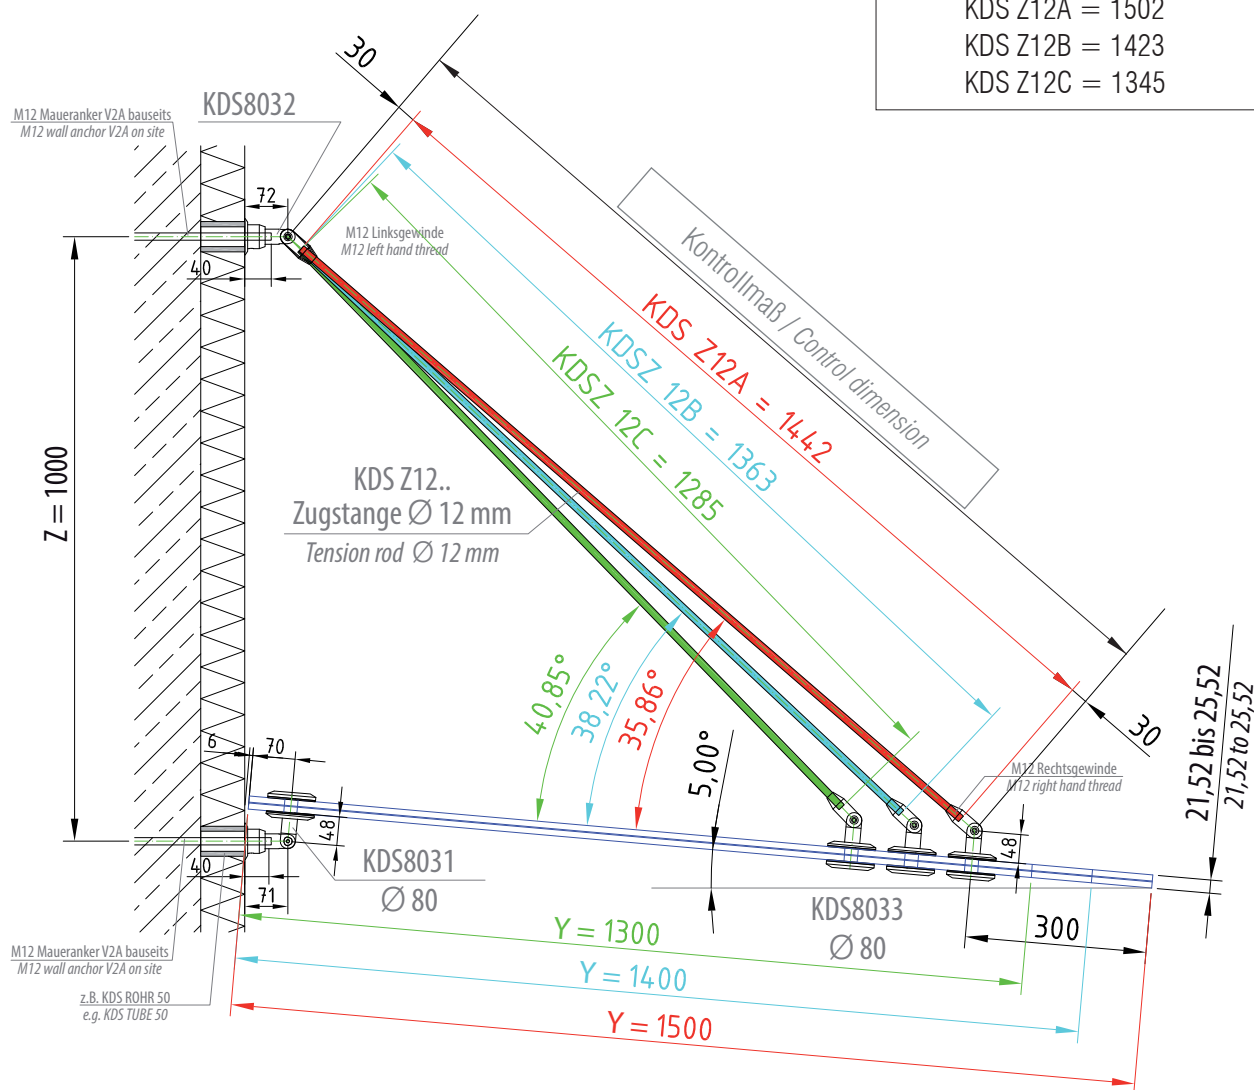 KDS Z12A = 1502
KDS Z12B = 1423
KDS Z12C = 1345
30
M12 Maueranker V2A bauseits
M12 wall anchor V2A on site
KDS8032
72
M12 Linksgewinde
M12 left hand thread
40
Kontrollmaß / Control dimension
KDS Z12A = 1442
KDSZ 12B = 1363
KDSZ 12C = 1285
Z = 1000
KDS Z12..
Zugstange Ø 12 mm
Tension rod Ø 12 mm
40,85°
38,22°
35,86°
5,00°
30
21,52 bis 25,52
21,52 to 25,52
6
70
M12 Rechtsgewinde
M12 right hand thread
48
48
40
71
KDS8031
Ø 80
KDS8033
Ø 80
300
Y = 1300
Y = 1400
Y = 1500
M12 Maueranker V2A bauseits
M12 wall anchor V2A on site
z.B. KDS ROHR 50
e.g. KDS TUBE 50